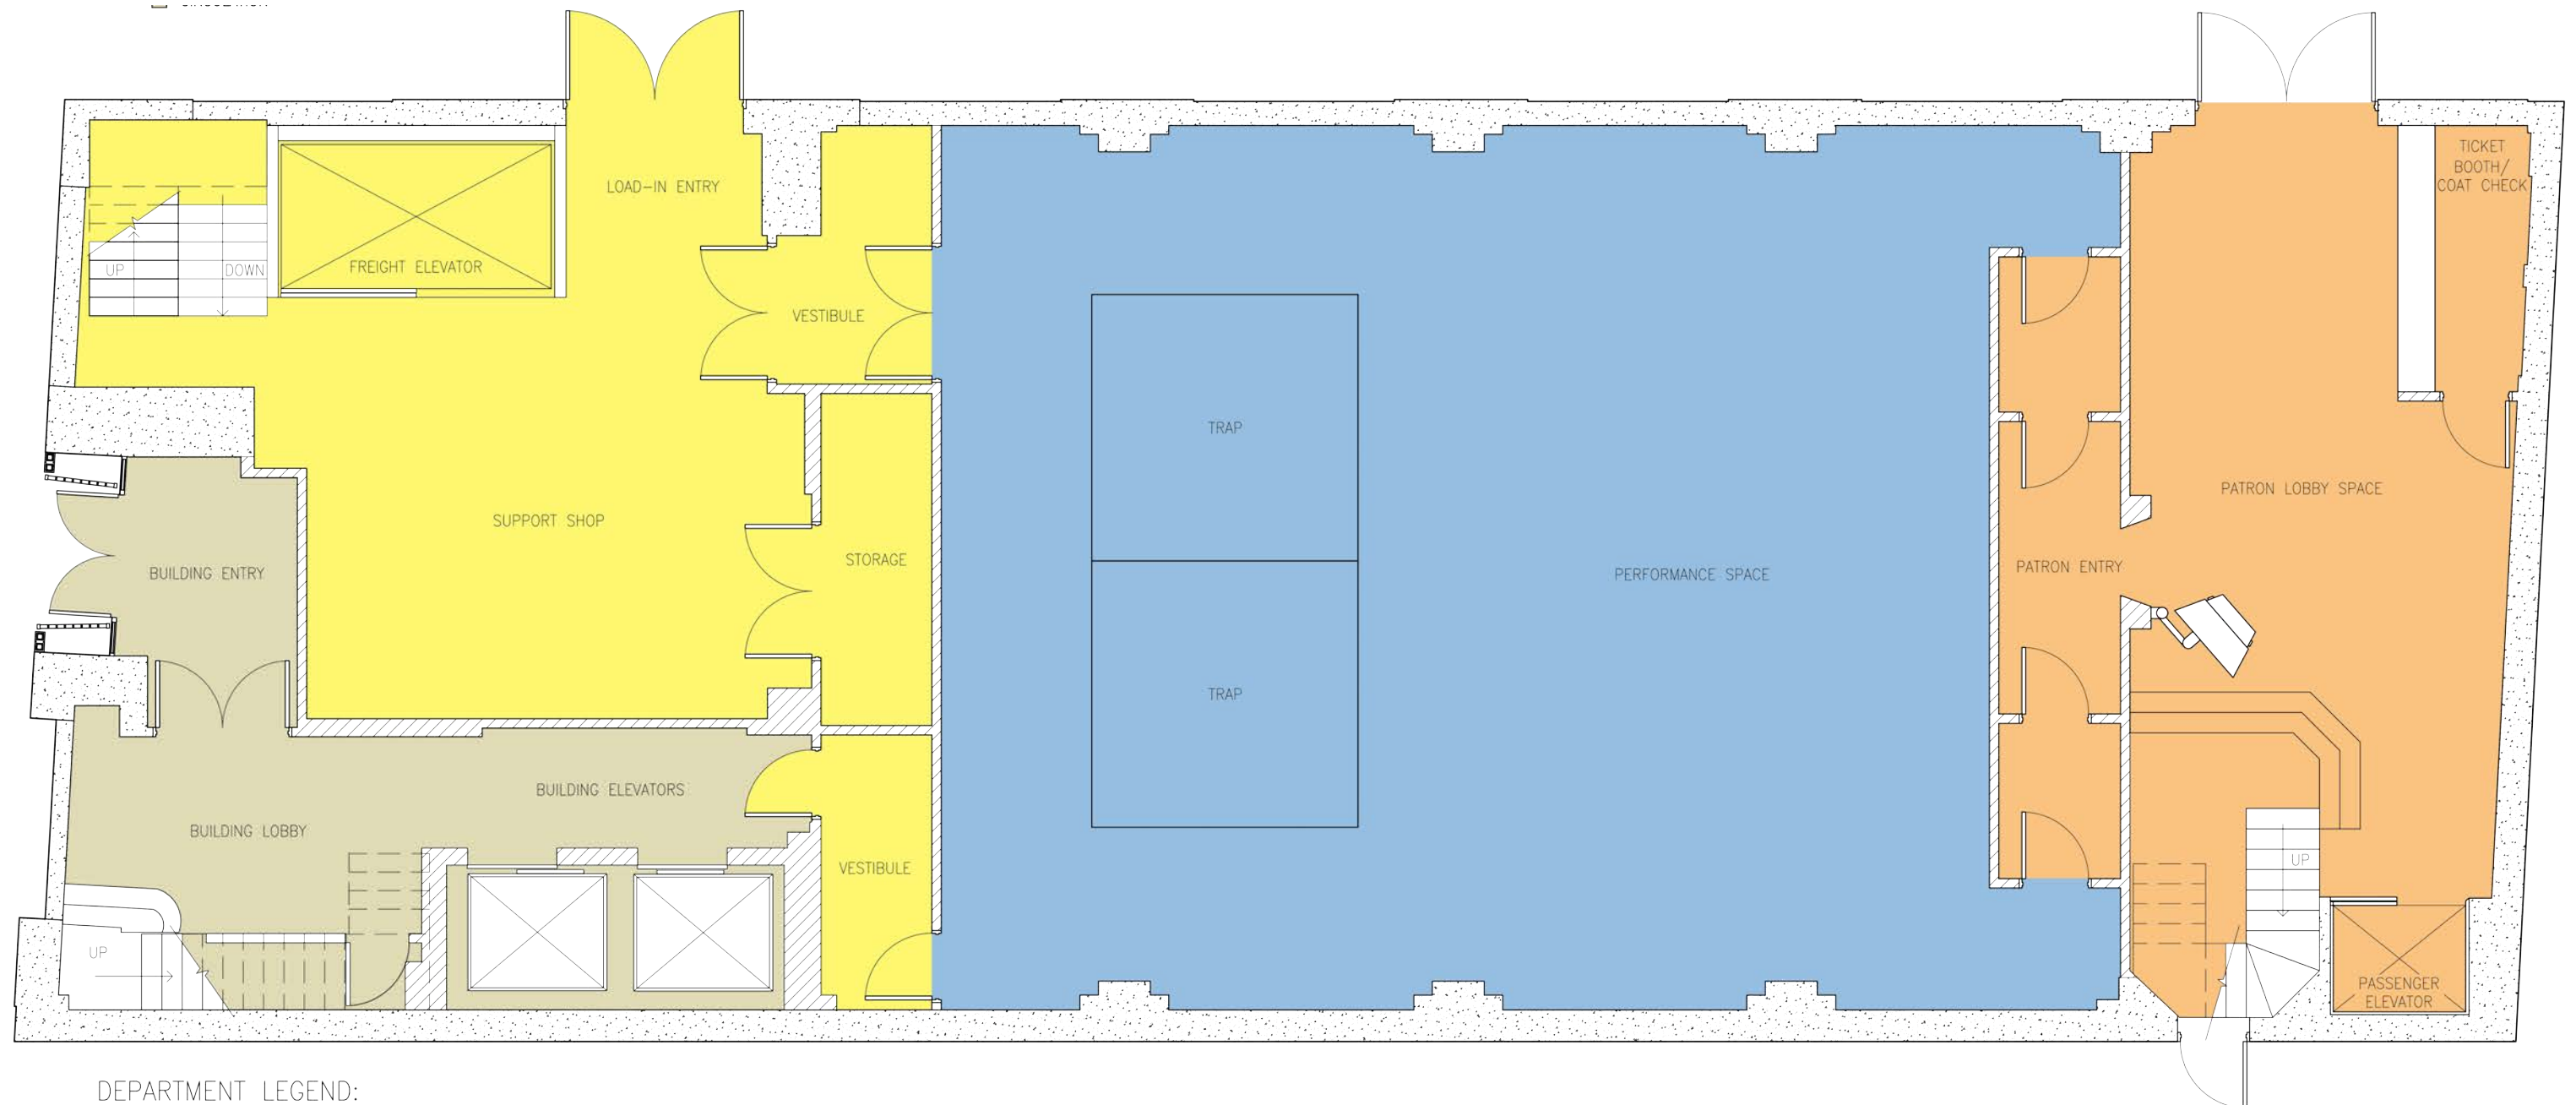 LOAD-IN ENTRY
TICKET
BOOTH/
COAT CHECK
UP
DOWN
FREIGHT ELEVATOR
VESTIBULE
TRAP
PATRON LOBBY SPACE
SUPPORT SHOP
STORAGE
BUILDING ENTRY
PERFORMANCE SPACE
PATRON ENTRY
TRAP
BUILDING ELEVATORS
BUILDING LOBBY
VESTIBULE
UP
UP
PASSENGER
ELEVATOR
DEPARTMENT LEGEND: